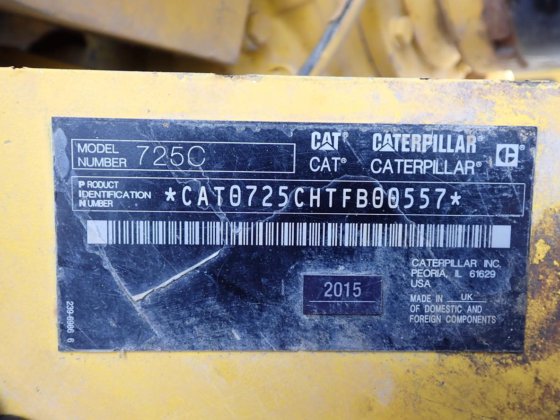 MODEL NUMBER 725C
CAT® CATERPILLAR®
CAT® CATERPILLAR®
PRODUCT IDENTIFICATION NUMBER *CAT0725CHTFB00557*
CATERPILLAR INC.
PEORIA, IL 61629
USA
2015
MADE IN UK
OF DOMESTIC AND
FOREIGN COMPONENTS